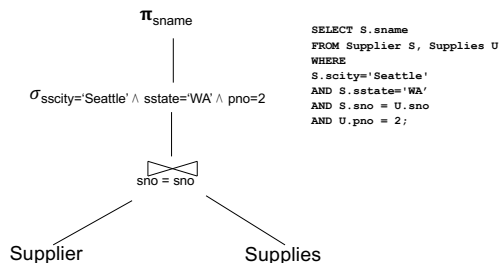 π sname
SELECT S.sname
FROM Supplier S, Supplies U
WHERE
S.scity='Seattle'
AND S.sstate='WA’
AND S.sno = U.sno
AND U.pno = 2;
σ sscity=‘Seattle’ ∧ sstate=‘WA’ ∧ pno=2
sno = sno
Supplier Supplies